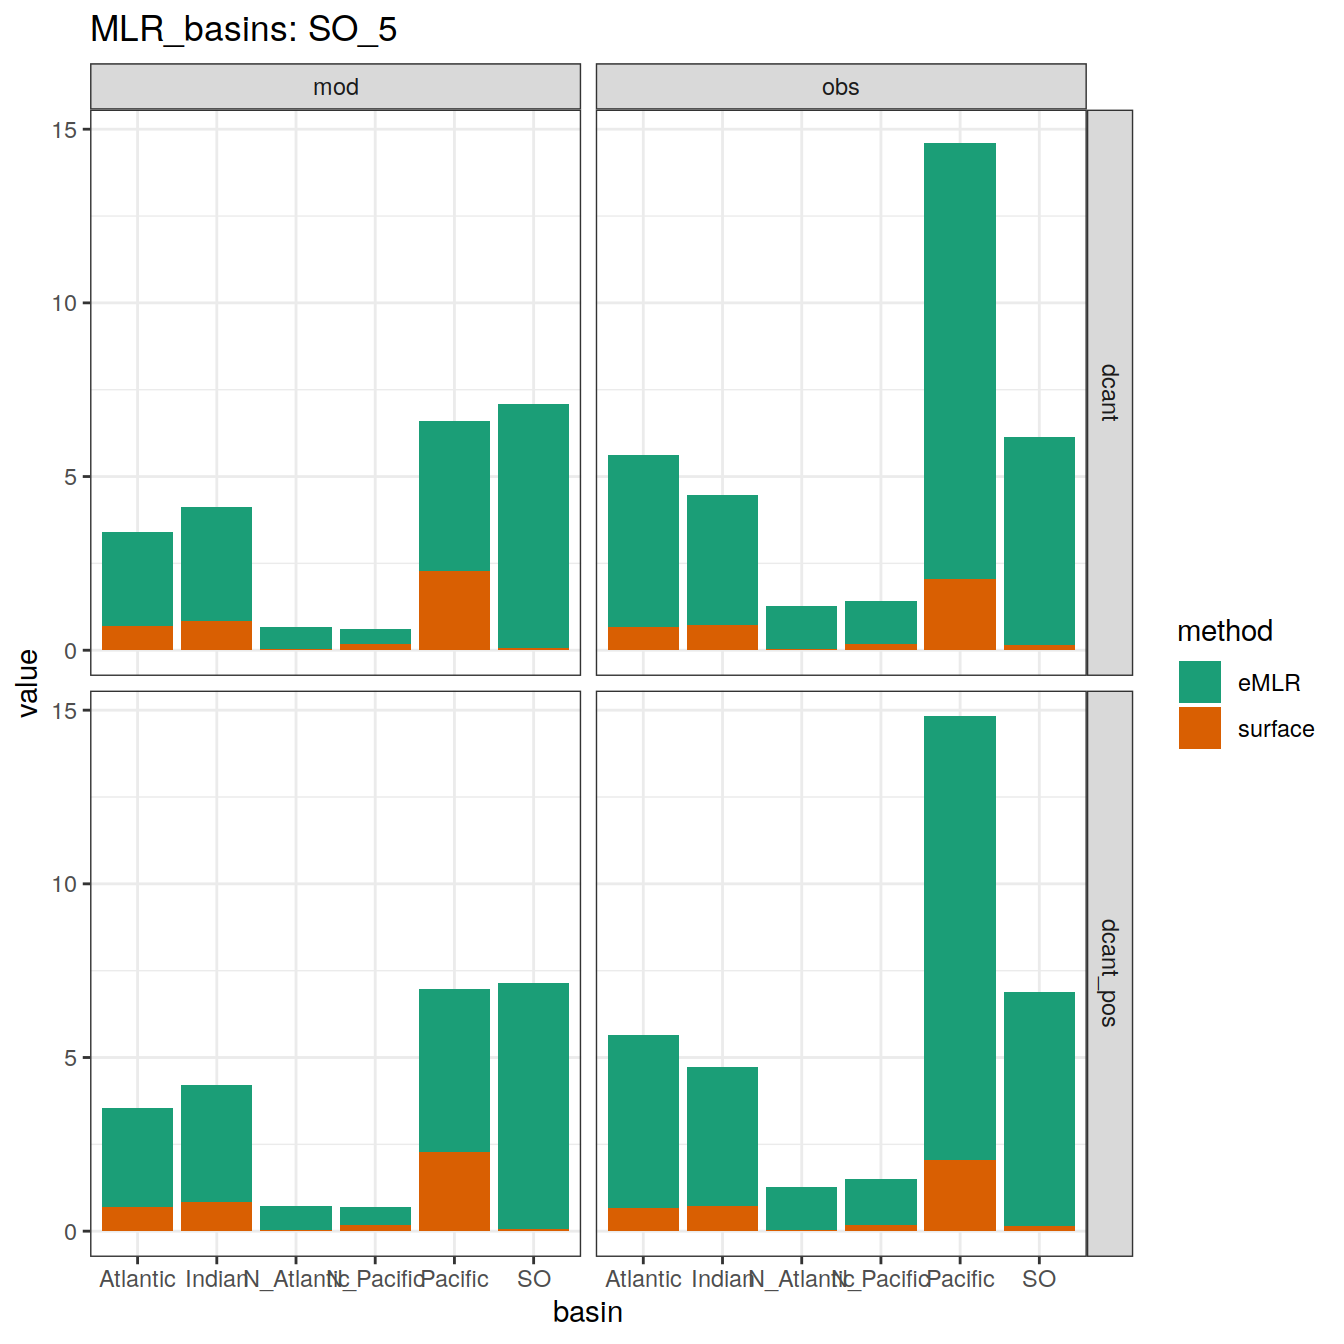 MLR_basins: SO_5
mod
obs
15
10
5
0
dcant
15
10
5
0
dcant_pos
value
Atlantic Indian N_Atlantic N_Pacific Pacific SO
Atlantic Indian N_Atlantic N_Pacific Pacific SO
basin
method
eMLR
surface